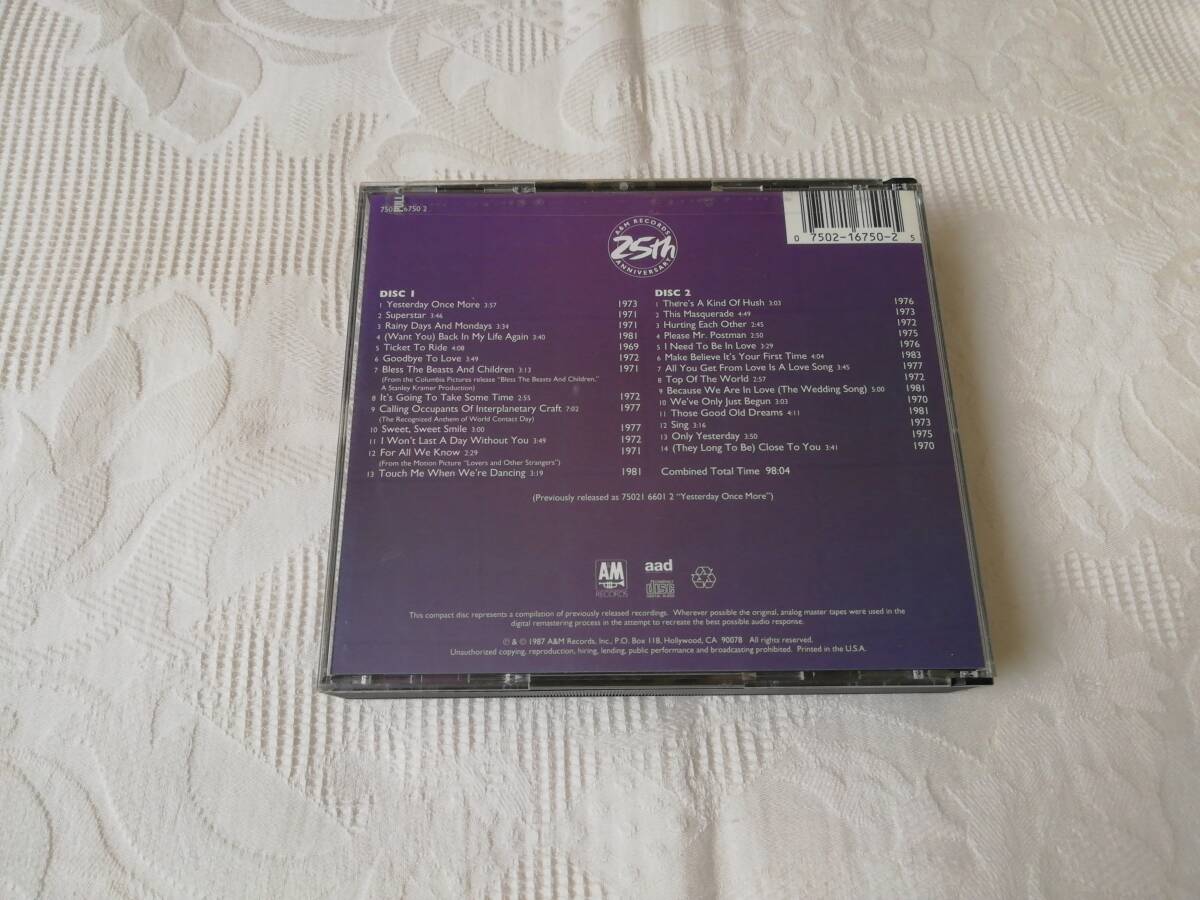 7502 16750 2
A&M RECORDS
25th
ANNIVERSARY
0 7502-16750-2 5
DISC 1
1 Yesterday Once More 3:57 1973
2 Superstar 3:46 1971
3 Rainy Days And Mondays 3:34 1971
4 (Want You) Back In My Life Again 3:40 1981
5 Ticket To Ride 4:08 1969
6 Goodbye To Love 3:49 1972
7 Bless The Beasts And Children 3:13 1971
(From the Columbia Pictures release "Bless The Beasts And Children,"
A Stanley Kramer Production)
8 It's Going To Take Some Time 2:55 1972
9 Calling Occupants Of Interplanetary Craft 7:02 1977
(The Recognized Anthem of World Contact Day)
10 Sweet, Sweet Smile 3:00 1977
11 I Won't Last A Day Without You 3:49 1972
12 For All We Know 2:29 1971
(From the Motion Picture "Lovers and Other Strangers")
13 Touch Me When We're Dancing 3:19 1981
DISC 2
1 There's A Kind Of Hush 3:03 1976
2 This Masquerade 4:49 1973
3 Hurting Each Other 2:45 1972
4 Please Mr. Postman 2:50 1975
5 I Need To Be In Love 3:29 1976
6 Make Believe It's Your First Time 4:04 1983
7 All You Get From Love Is A Love Song 3:45 1977
8 Top Of The World 2:57 1972
9 Because We Are In Love (The Wedding Song) 5:00 1981
10 We've Only Just Begun 3:03 1970
11 Those Good Old Dreams 4:11 1981
12 Sing 3:16 1973
13 Only Yesterday 3:50 1975
14 (They Long To Be) Close To You 3:41 1970
Combined Total Time 98:04
(Previously released as 75021 6601 2 "Yesterday Once More")
AM
RECORDS
aad
COMPACT
disc
DIGITAL AUDIO
This compact disc represents a compilation of previously released recordings. Wherever possible the original, analog master tapes were used in the
digital remastering process in the attempt to recreate the best possible audio response.
℗ & © 1987 A&M Records, Inc., P.O. Box 118, Hollywood, CA 90078 All rights reserved.
Unauthorized copying, reproduction, hiring, lending, public performance and broadcasting prohibited. Printed in the U.S.A.